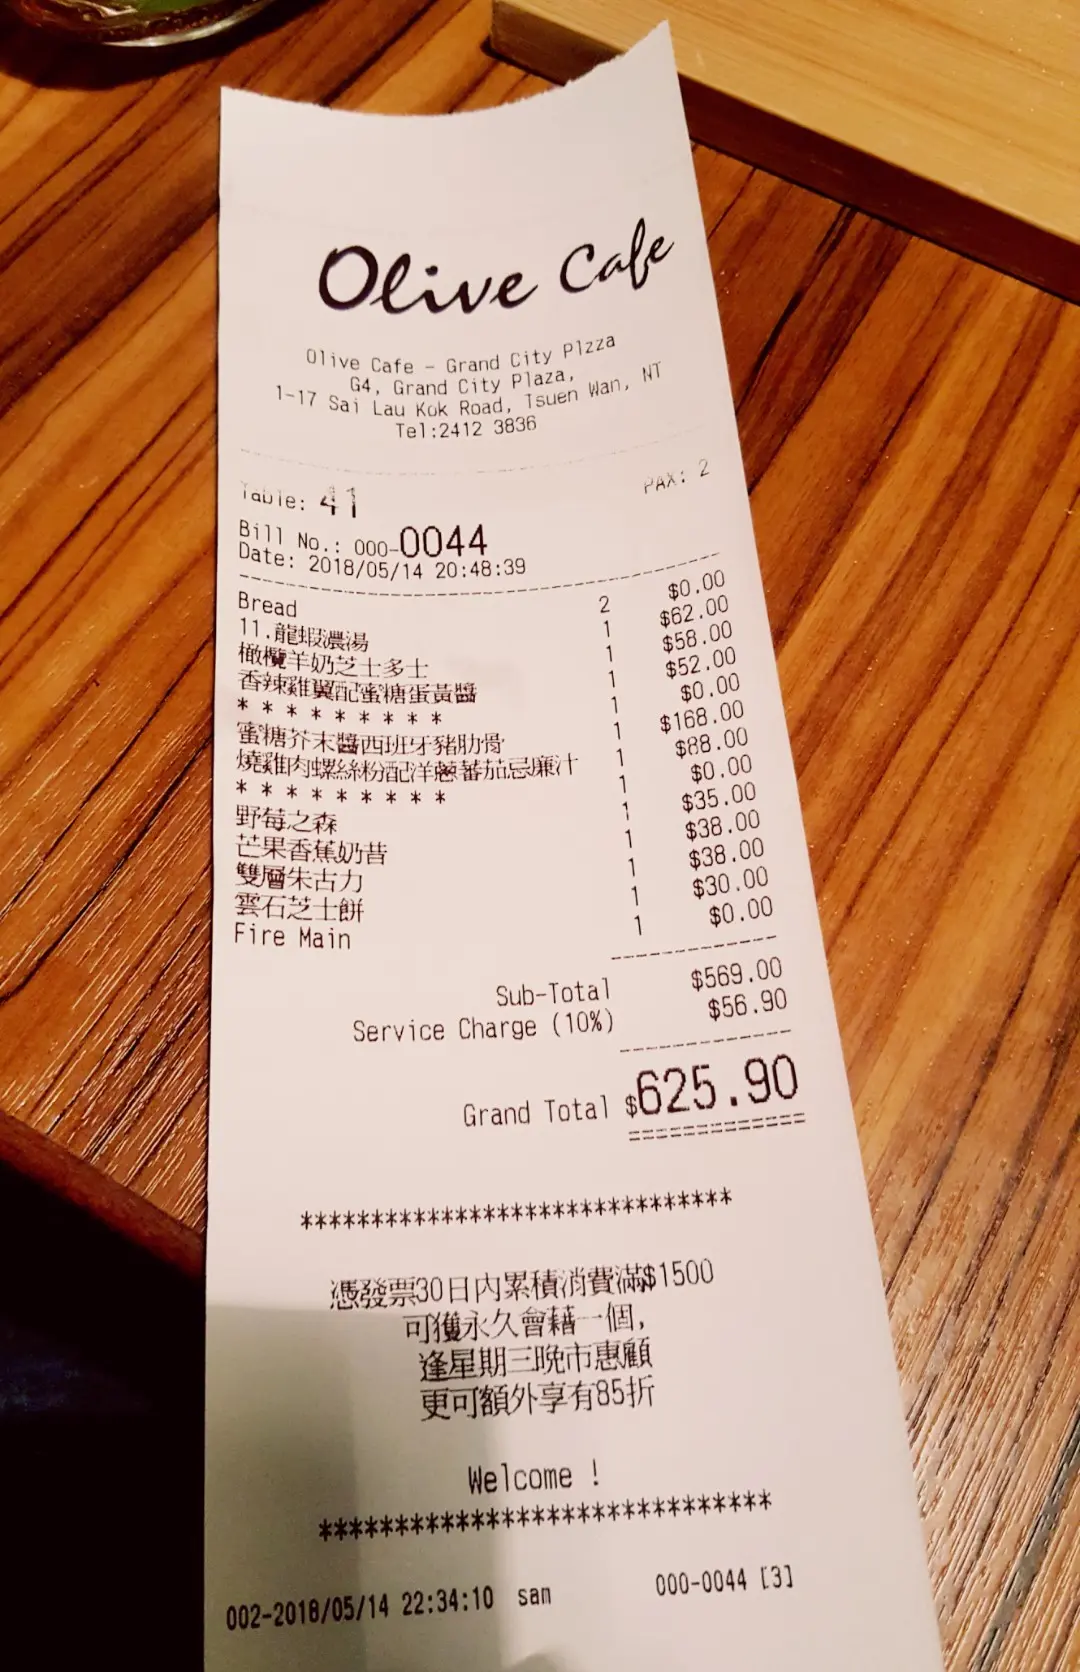 Olive Cafe
Olive Cafe - Grand City Plzza
G4, Grand City Plaza,
1-17 Sai Lau Kok Road, Tsuen Wan, NT
Tel:2412 3836
Table: 41 PAX: 2
Bill No.: 000-0044
Date: 2018/05/14 20:48:39
Bread 2 $0.00
11.龍蝦濃湯 1 $62.00
橄欖羊奶芝士多士 1 $58.00
香辣雞翼配蜜糖蛋黃醬 1 $52.00
* * * * * * * * * 1 $0.00
蜜糖芥末醬西班牙豬肋骨 1 $168.00
燒雞肉螺絲粉配洋蔥蕃茄忌廉汁 1 $88.00
* * * * * * * * * 1 $0.00
野莓之森 1 $35.00
芒果香蕉奶昔 1 $38.00
雙層朱古力 1 $38.00
雲石芝士餅 1 $30.00
Fire Main 1 $0.00
Sub-Total $569.00
Service Charge (10%) $56.90
Grand Total $625.90
*******************************
憑發票30日內累積消費滿$1500
可獲永久會藉一個,
逢星期三晚市惠顧
更可額外享有85折
Welcome !
*******************************
002-2018/05/14 22:34:10 sam 000-0044 [3]